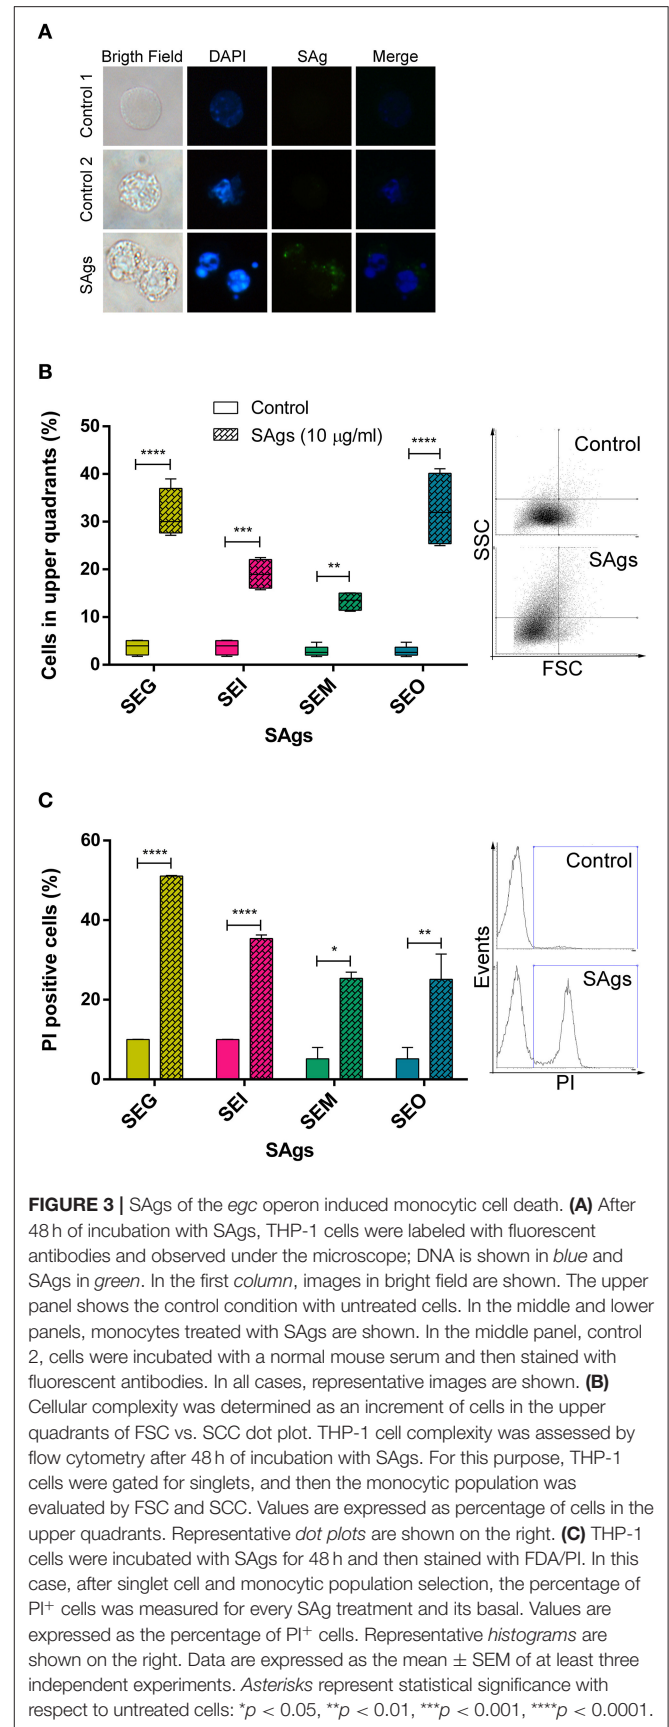 A
Brigth Field DAPI SAg Merge
Control 1
Control 2
SAgs
B
Control
SAgs (10 μg/ml)
Cells in upper quadrants (%)
50
40
30
20
10
0
****
***
**
****
SEG SEI SEM SEO
SAgs
Control
SAgs
SSC
FSC
C
PI positive cells (%)
60
40
20
0
****
****
*
**
SEG SEI SEM SEO
SAgs
Control
SAgs
Events
PI
FIGURE 3 | SAgs of the egc operon induced monocytic cell death. (A) After
48 h of incubation with SAgs, THP-1 cells were labeled with fluorescent
antibodies and observed under the microscope; DNA is shown in blue and
SAgs in green. In the first column, images in bright field are shown. The upper
panel shows the control condition with untreated cells. In the middle and lower
panels, monocytes treated with SAgs are shown. In the middle panel, control
2, cells were incubated with a normal mouse serum and then stained with
fluorescent antibodies. In all cases, representative images are shown. (B)
Cellular complexity was determined as an increment of cells in the upper
quadrants of FSC vs. SCC dot plot. THP-1 cell complexity was assessed by
flow cytometry after 48 h of incubation with SAgs. For this purpose, THP-1
cells were gated for singlets, and then the monocytic population was
evaluated by FSC and SCC. Values are expressed as percentage of cells in the
upper quadrants. Representative dot plots are shown on the right. (C) THP-1
cells were incubated with SAgs for 48 h and then stained with FDA/PI. In this
case, after singlet cell and monocytic population selection, the percentage of
PI+ cells was measured for every SAg treatment and its basal. Values are
expressed as the percentage of PI+ cells. Representative histograms are
shown on the right. Data are expressed as the mean ± SEM of at least three
independent experiments. Asterisks represent statistical significance with
respect to untreated cells: *p < 0.05, **p < 0.01, ***p < 0.001, ****p < 0.0001.